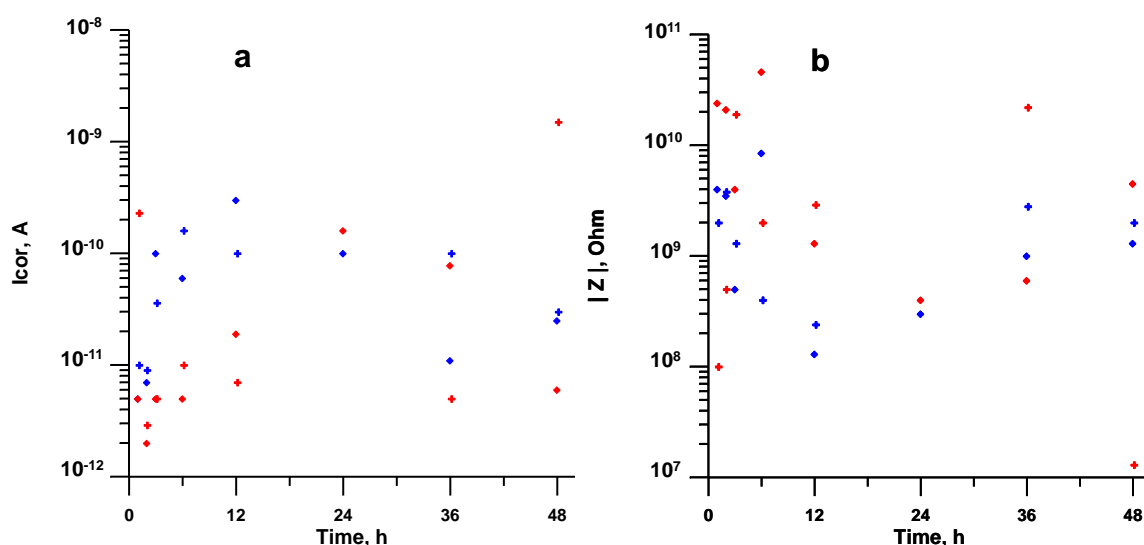 a
10⁻⁸
10⁻⁹
10⁻¹⁰
10⁻¹¹
10⁻¹²
Icor, A
0 12 24 36 48
Time, h
b
10¹¹
10¹⁰
10⁹
10⁸
10⁷
| Z |, Ohm
0 12 24 36 48
Time, h